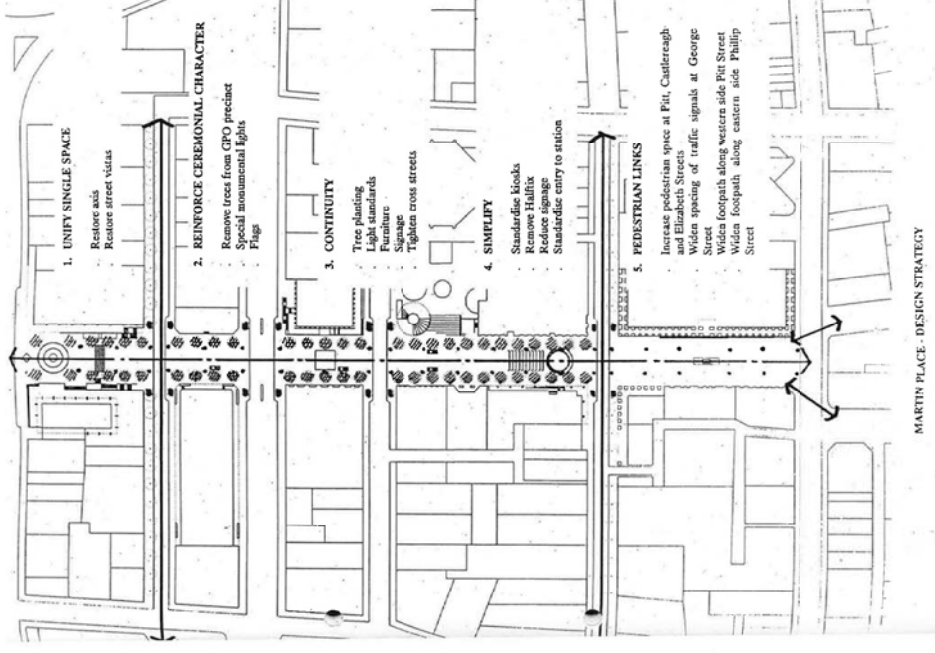 1. UNIFY SINGLE SPACE
. Restore axis
. Restore street vistas
2. REINFORCE CEREMONIAL CHARACTER
. Remove trees from GPO precinct
. Special monumental lights
. Flags
3. CONTINUITY
. Tree planting
. Light standards
. Furniture
. Signage
. Tighten cross streets
4. SIMPLIFY
. Standardise kiosks
. Remove Halftix
. Reduce signage
. Standardise entry to station
5. PEDESTRIAN LINKS
. Increase pedestrian space at Pitt, Castlereagh
and Elizabeth Streets
. Widen spacing of traffic signals at George
Street
. Widen footpath along western side Pitt Street
. Widen footpath along eastern side Phillip
Street
MARTIN PLACE - DESIGN STRATEGY